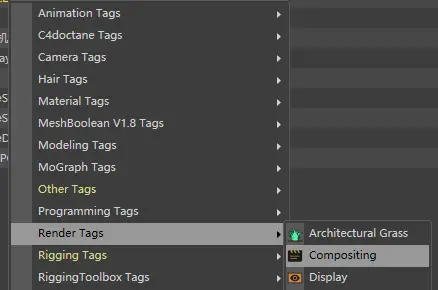 Animation Tags
C4doctane Tags
Camera Tags
Hair Tags
Material Tags
MeshBoolean V1.8 Tags
Modeling Tags
MoGraph Tags
Other Tags
Programming Tags
Render Tags
Architectural Grass
Rigging Tags
Compositing
RiggingToolbox Tags
Display